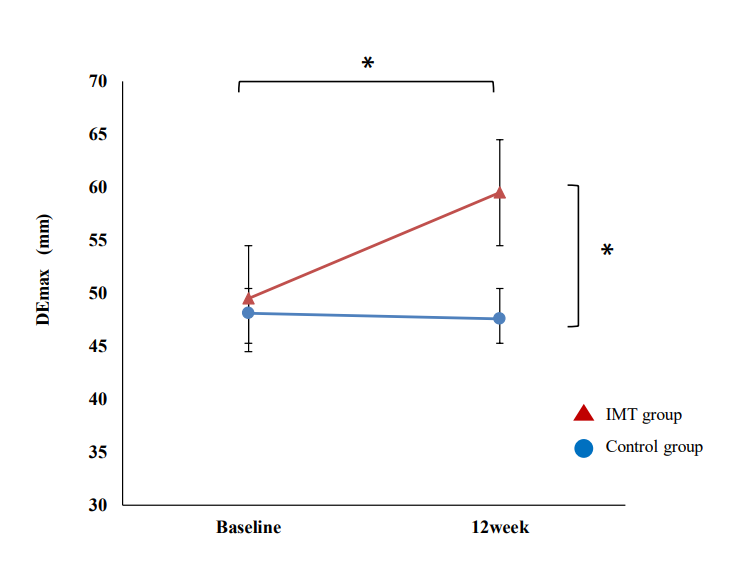 *
70
65
60
55
50
45
40
35
30
DEmax (mm)
*
IMT group
Control group
Baseline 12week